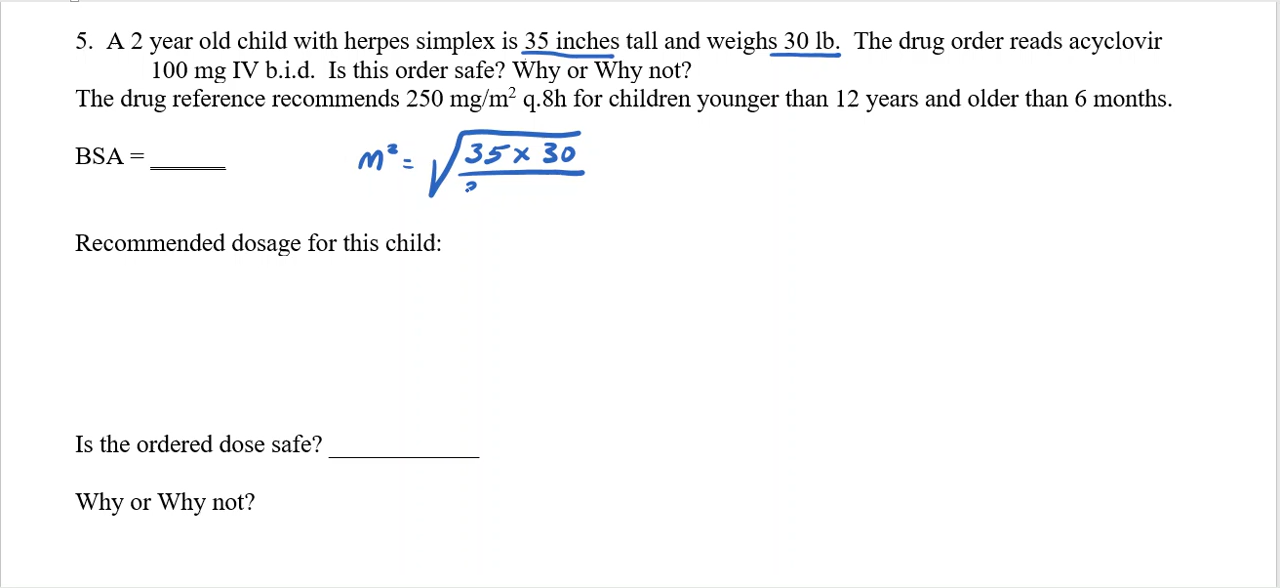 5. A 2 year old child with herpes simplex is 35 inches tall and weighs 30 lb. The drug order reads acyclovir
100 mg IV b.i.d. Is this order safe? Why or Why not?
The drug reference recommends 250 mg/m² q.8h for children younger than 12 years and older than 6 months.
BSA = ______ m² = √35 × 30
?
Recommended dosage for this child:
Is the ordered dose safe? ____________
Why or Why not?